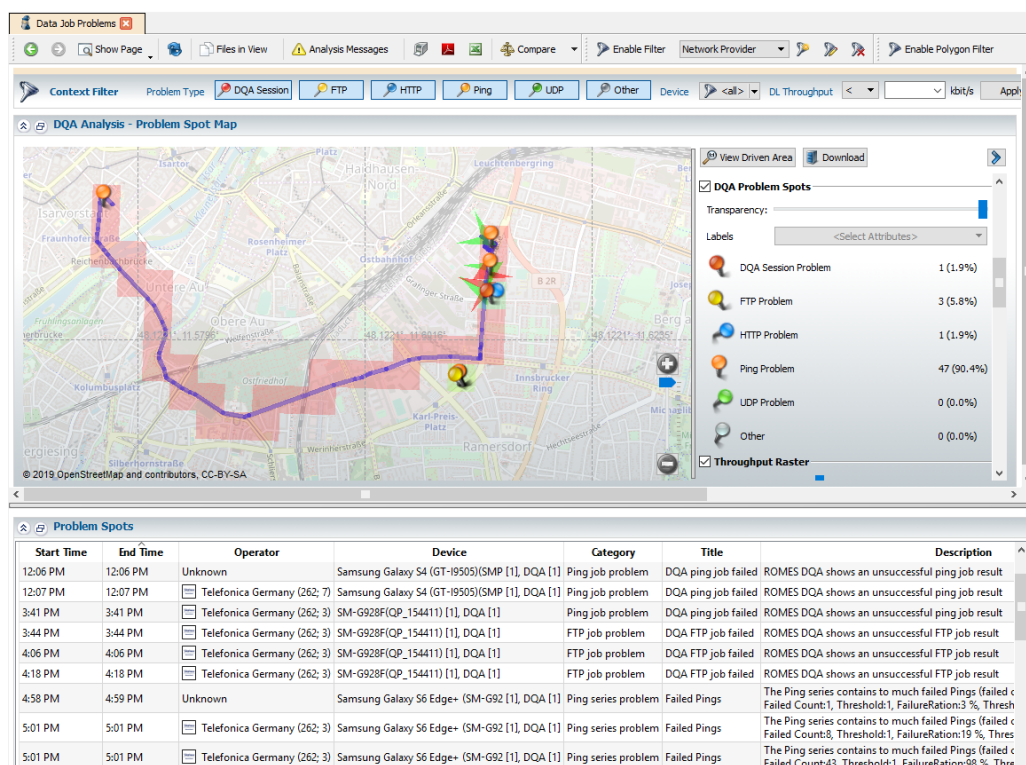 Data Job Problems
Show Page Files in View Analysis Messages Compare Enable Filter Network Provider Enable Polygon Filter
Context Filter Problem Type DQA Session FTP HTTP Ping UDP Other Device <all> DL Throughput < kbit/s Apply
DQA Analysis - Problem Spot Map
View Driven Area Download
DQA Problem Spots
Transparency:
Labels <Select Attributes>
DQA Session Problem 1 (1.9%)
FTP Problem 3 (5.8%)
HTTP Problem 1 (1.9%)
Ping Problem 47 (90.4%)
UDP Problem 0 (0.0%)
Other 0 (0.0%)
Throughput Raster
Platz
Isartor
Haidhausen-
Nord
Leuchtenbergring
Orleansstraße
Isarvorstadt
Fraunhoferstraße
Rosenheimer
Platz
Ostbahnhof
Reichenbachbrücke
Untere Au
Grafinger Straße
B 2R
Frühlingsanlagen
Obere Au
Berg a
Wellenstraße
Ostfriedhof
Kolumbusplatz
Innsbrucker
Ring
Karl-Preis-
Platz
Ramersdorf
Hechtseestraße
Werinherstraße
Silberhornstraße
© 2019 OpenStreetMap and contributors, CC-BY-SA
Problem Spots
Start Time End Time Operator Device Category Title Description
12:06 PM 12:06 PM Unknown Samsung Galaxy S4 (GT-I9505)(SMP [1], DQA [1] Ping job problem DQA ping job failed ROMES DQA shows an unsuccessful ping job result
12:07 PM 12:07 PM Telefonica Germany (262; 7) Samsung Galaxy S4 (GT-I9505)(SMP [1], DQA [1] Ping job problem DQA ping job failed ROMES DQA shows an unsuccessful ping job result
3:41 PM 3:41 PM Telefonica Germany (262; 3) SM-G928F(QP_154411) [1], DQA [1] Ping job problem DQA ping job failed ROMES DQA shows an unsuccessful ping job result
3:44 PM 3:44 PM Telefonica Germany (262; 3) SM-G928F(QP_154411) [1], DQA [1] FTP job problem DQA FTP job failed ROMES DQA shows an unsuccessful FTP job result
4:06 PM 4:06 PM Telefonica Germany (262; 3) SM-G928F(QP_154411) [1], DQA [1] FTP job problem DQA FTP job failed ROMES DQA shows an unsuccessful FTP job result
4:18 PM 4:18 PM Telefonica Germany (262; 3) SM-G928F(QP_154411) [1], DQA [1] FTP job problem DQA FTP job failed ROMES DQA shows an unsuccessful FTP job result
4:58 PM 4:59 PM Unknown Samsung Galaxy S6 Edge+ (SM-G92 [1], DQA [1] Ping series problem Failed Pings The Ping series contains to much failed Pings (failed
Failed Count:1, Threshold:1, FailureRation:3 %, Thresh
5:01 PM 5:01 PM Telefonica Germany (262; 3) Samsung Galaxy S6 Edge+ (SM-G92 [1], DQA [1] Ping series problem Failed Pings The Ping series contains to much failed Pings (failed
Failed Count:8, Threshold:1, FailureRation:19 %, Thres
5:01 PM 5:01 PM Telefonica Germany (262; 3) Samsung Galaxy S6 Edge+ (SM-G92 [1], DQA [1] Ping series problem Failed Pings The Ping series contains to much failed Pings (failed
Failed Count:43, Threshold:1, FailureRation:98 %, Thre